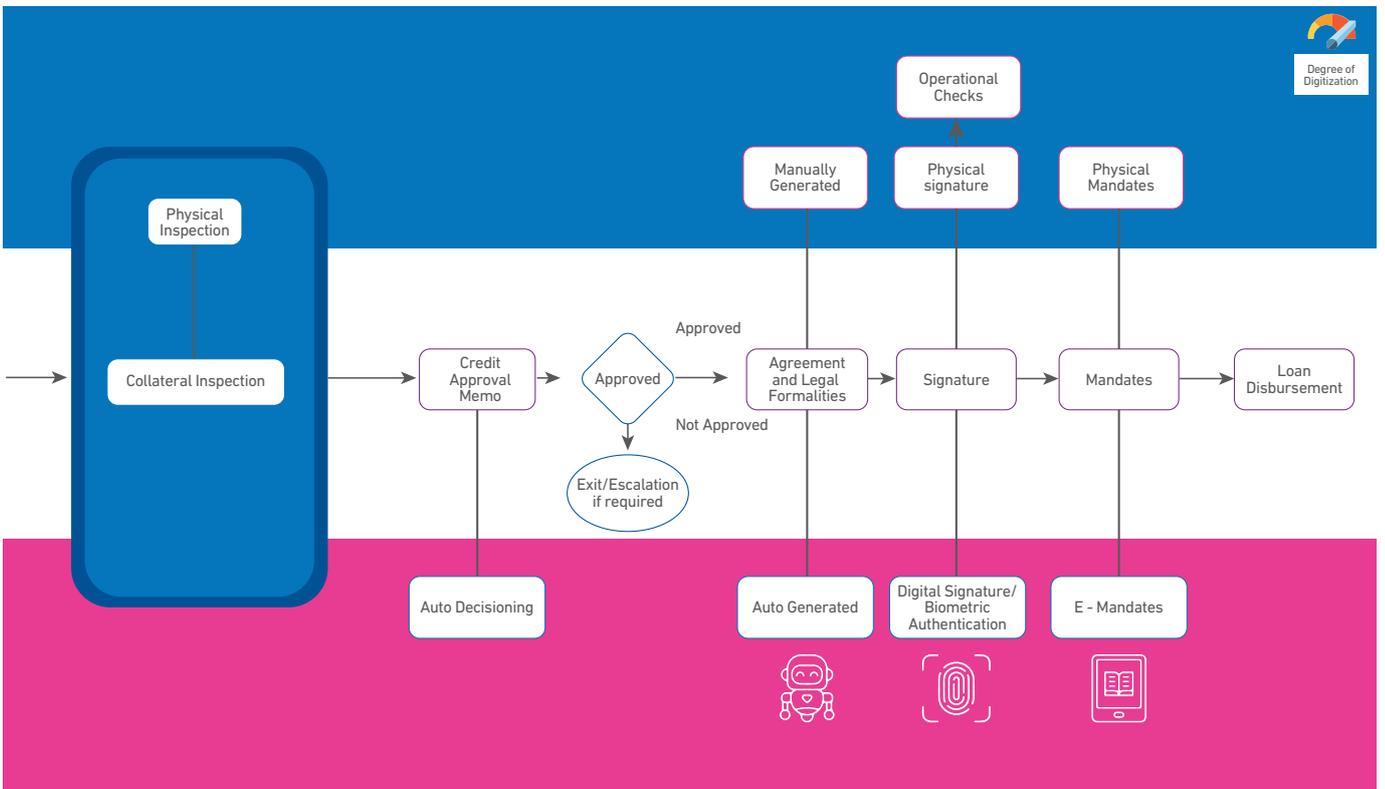 Degree of
Digitization
Operational
Checks
Manually
Generated
Physical
signature
Physical
Mandates
Physical
Inspection
Collateral Inspection
Credit
Approval
Memo
Approved
Approved
Not Approved
Exit/Escalation
if required
Agreement
and Legal
Formalities
Signature
Mandates
Loan
Disbursement
Auto Decisioning
Auto Generated
Digital Signature/
Biometric
Authentication
E - Mandates